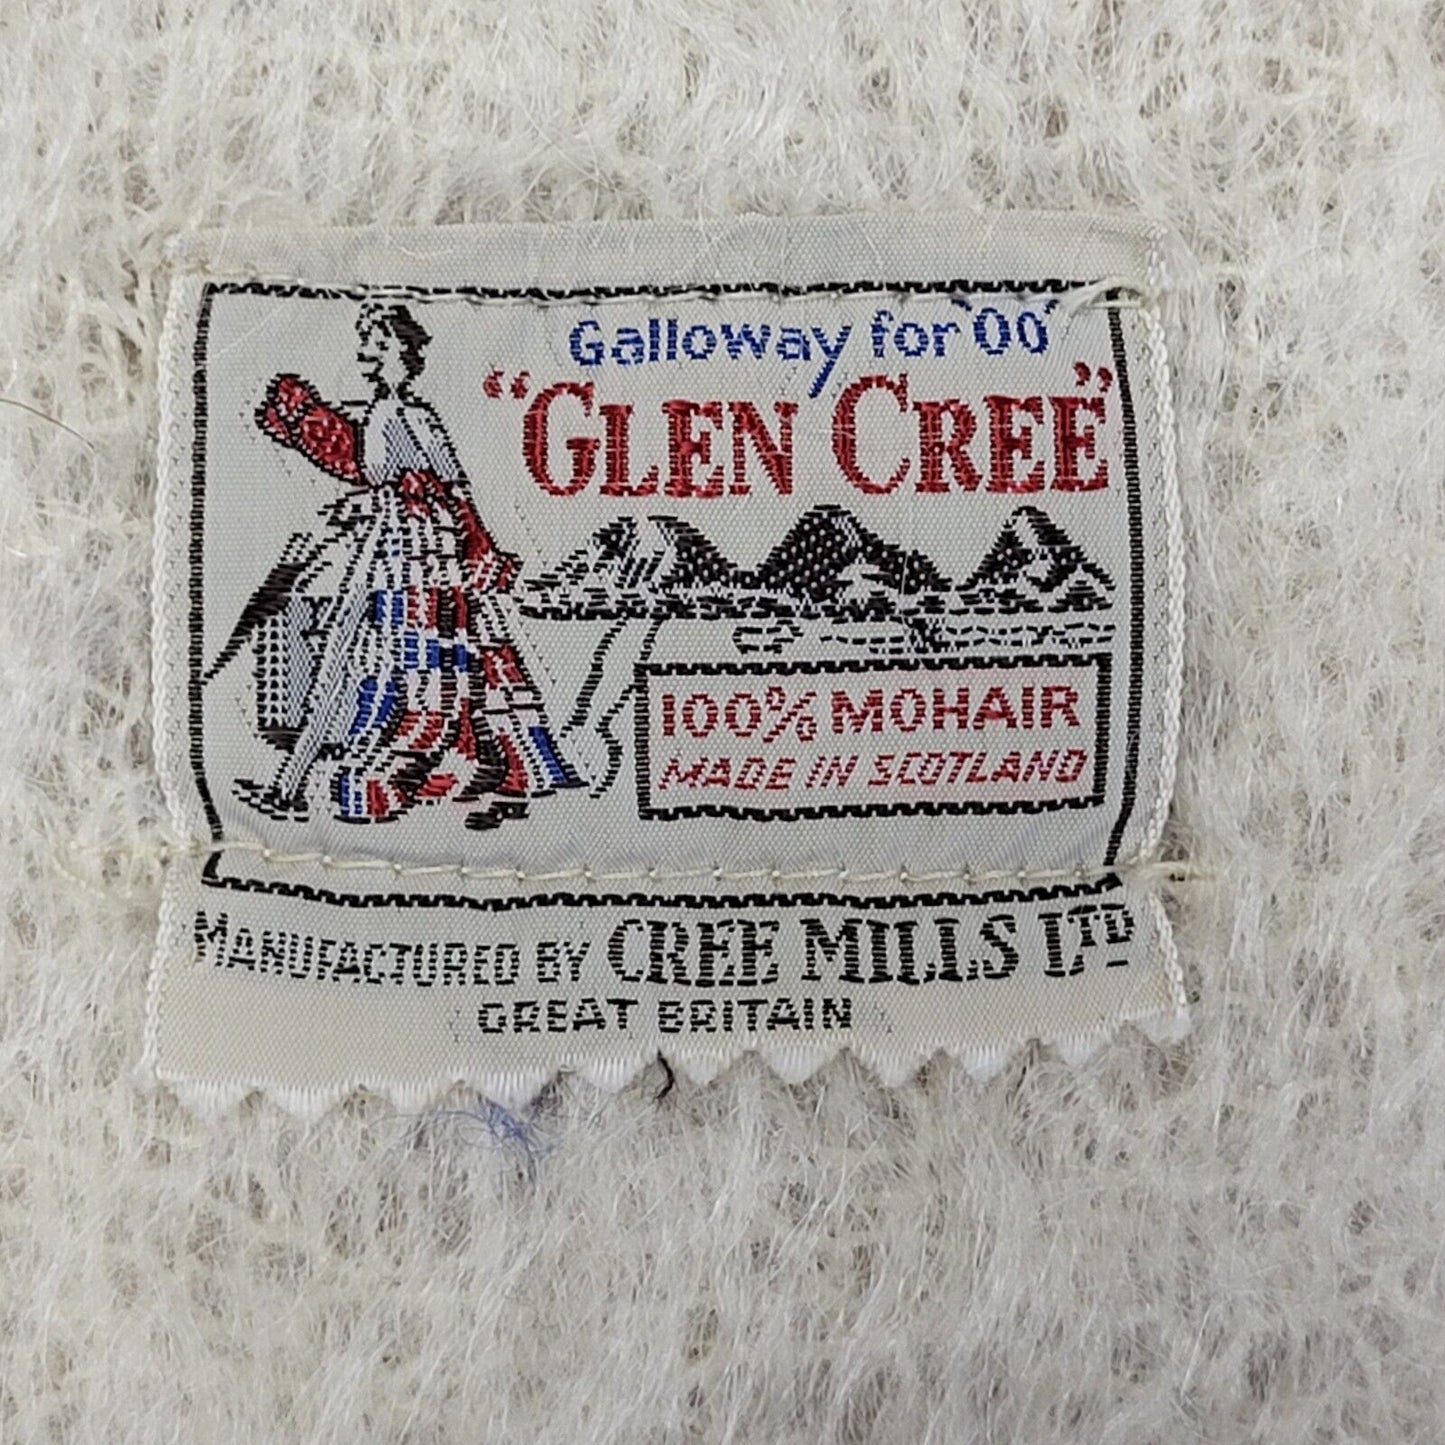 Galloway for '00'
"GLEN CREE"
100% MOHAIR
MADE IN SCOTLAND
MANUFACTURED BY CREE MILLS LTD
GREAT BRITAIN